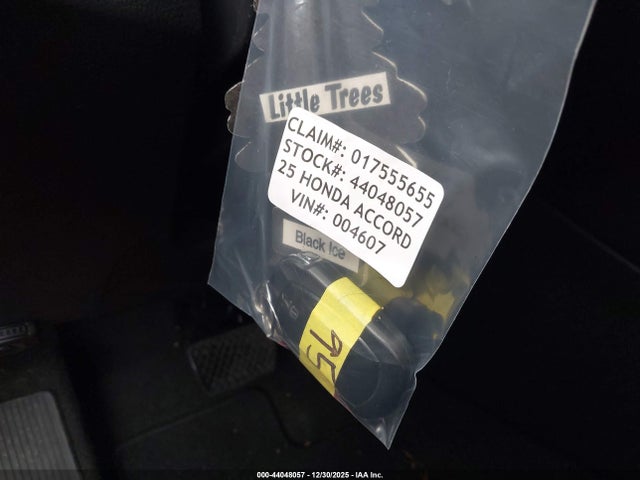 Little Trees
CLAIM#: 017555655
STOCK#: 44048057
25 HONDA ACCORD
VIN#: 004607
Black Ice
95
000-44048057 - 12/30/2025 - IAA Inc.